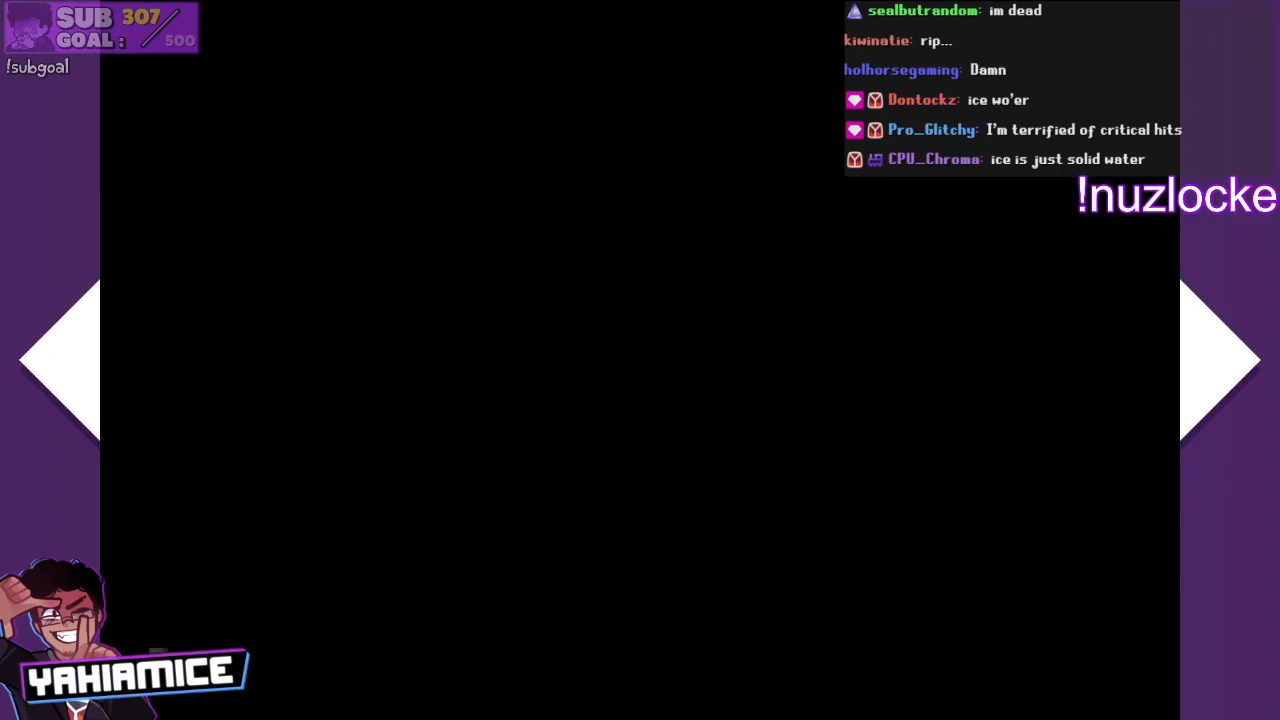 SUB 307
GOAL : / 500
!subgoal
sealbutrandom: im dead
kiwinatie: rip...
holhorsegaming: Damn
Dontockz: ice wo'er
Pro_Glitchy: I'm terrified of critical hits
CPU_Chroma: ice is just solid water
!nuzlocke
YAHIAMICE